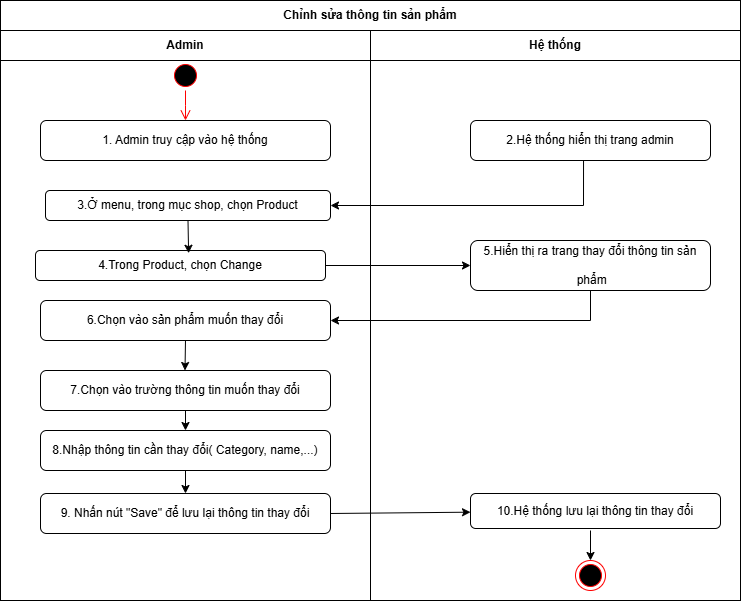 Chỉnh sửa thông tin sản phẩm
Admin
Hệ thống
1. Admin truy cập vào hệ thống
2.Hệ thống hiển thị trang admin
3.Ở menu, trong mục shop, chọn Product
4.Trong Product, chọn Change
5.Hiển thị ra trang thay đổi thông tin sản
phẩm
6.Chọn vào sản phẩm muốn thay đổi
7.Chọn vào trường thông tin muốn thay đổi
8.Nhập thông tin cần thay đổi( Category, name,...)
9. Nhấn nút "Save" để lưu lại thông tin thay đổi
10.Hệ thống lưu lại thông tin thay đổi